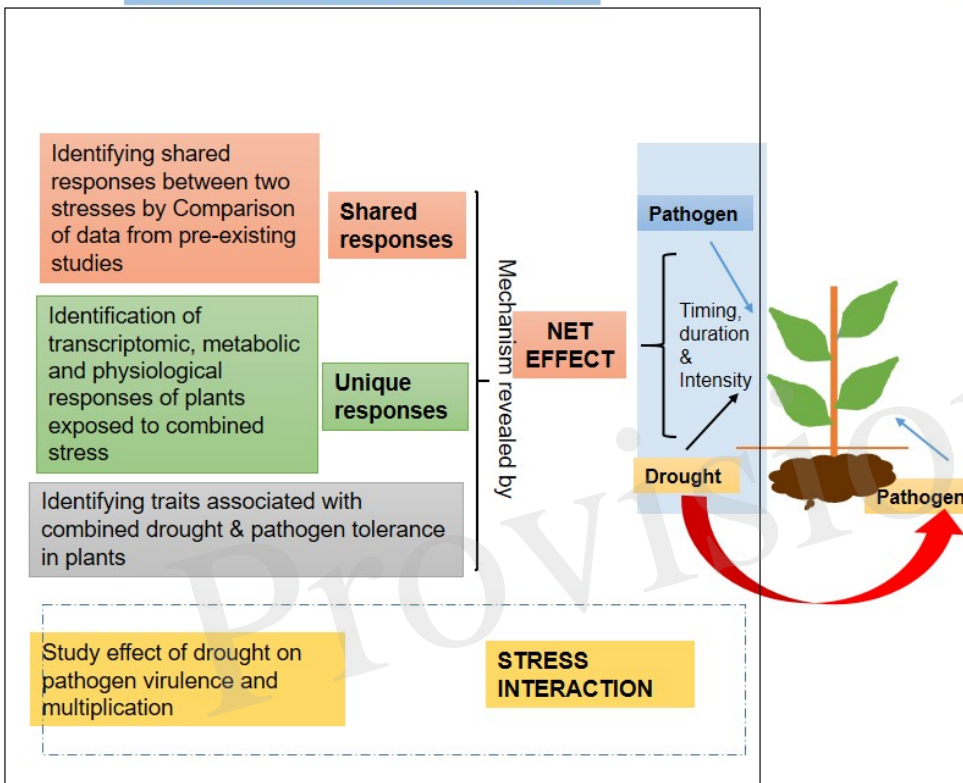 Identifying shared
responses between two
stresses by Comparison
of data from pre-existing
studies
Shared
responses
Identification of
transcriptomic, metabolic
and physiological
responses of plants
exposed to combined
stress
Unique
responses
Identifying traits associated with
combined drought & pathogen tolerance
in plants
Mechanism revealed by
NET
EFFECT
Pathogen
Timing,
duration
&
Intensity
Drought
Pathogen
Study effect of drought on
pathogen virulence and
multiplication
STRESS
INTERACTION
Provision